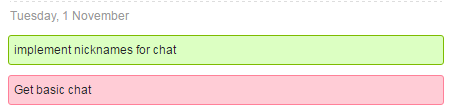 Tuesday, 1 November
implement nicknames for chat
Get basic chat